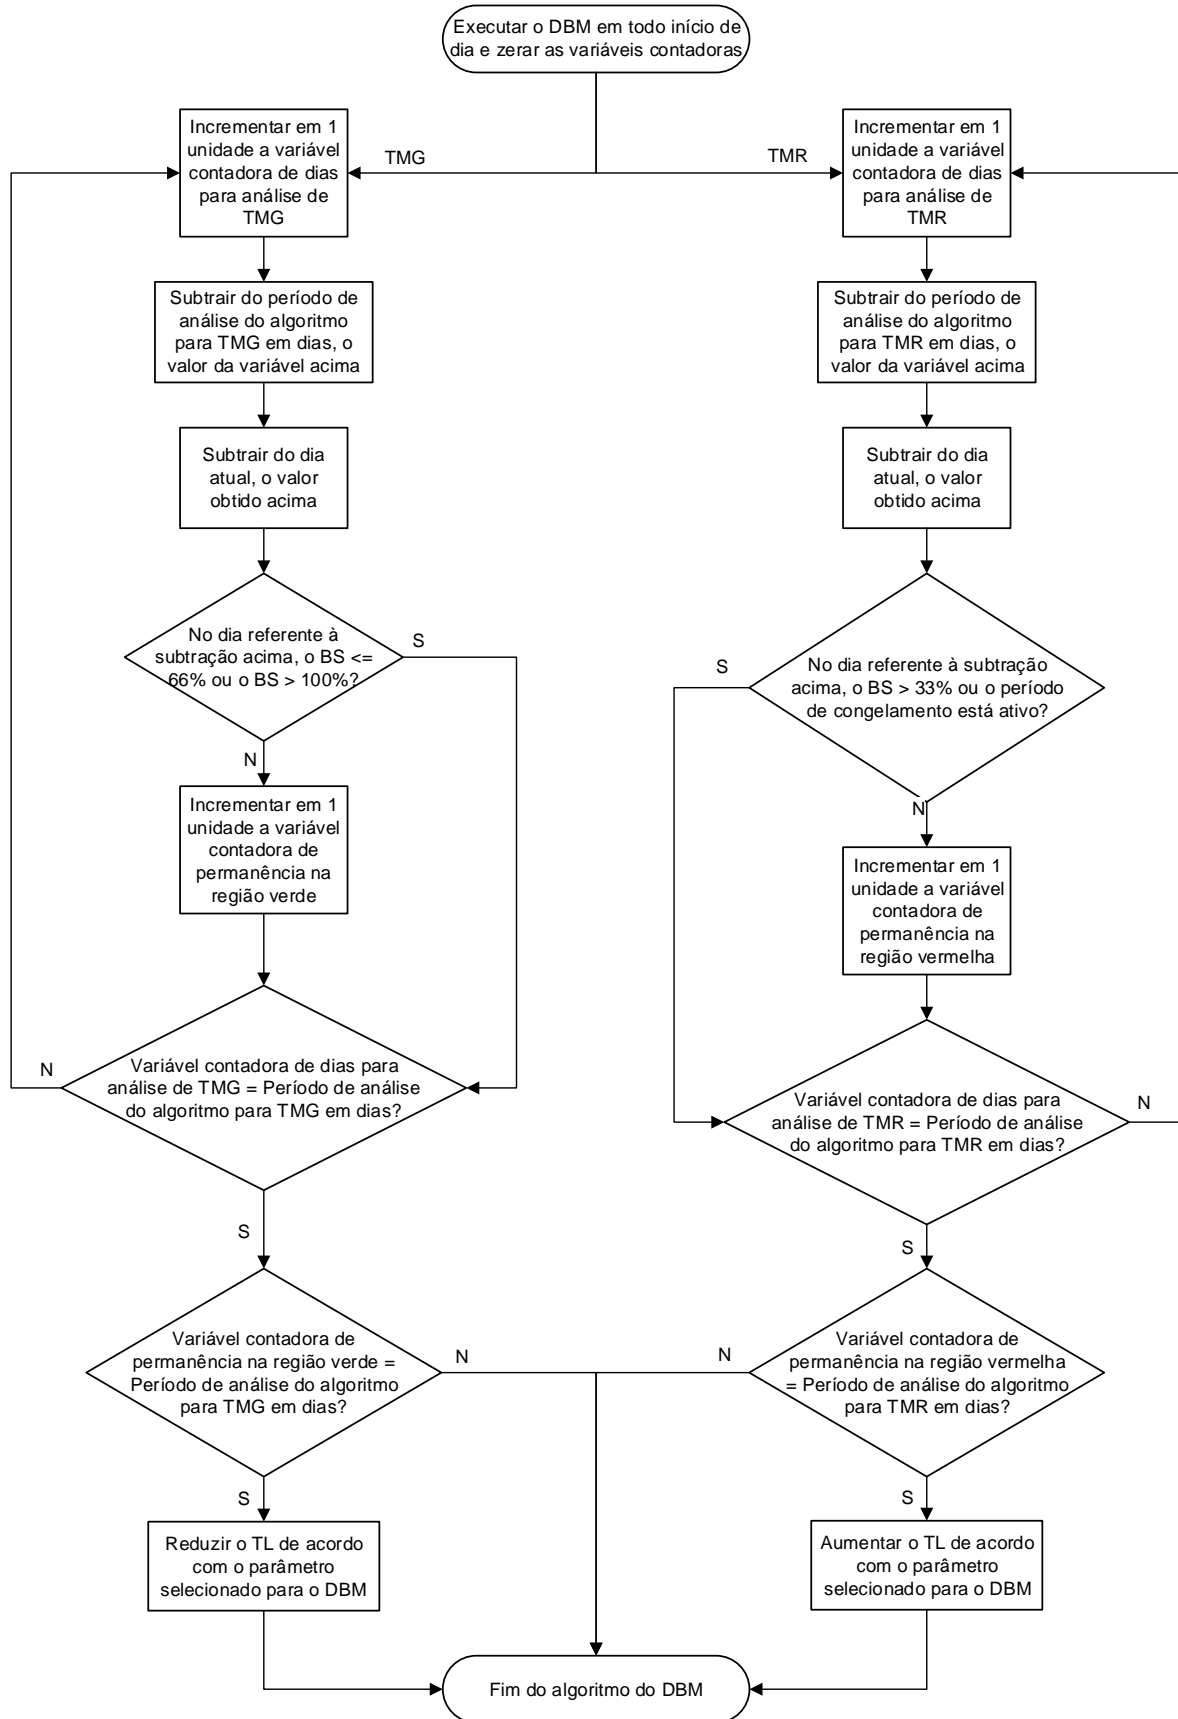 Executar o DBM em todo início de
dia e zerar as variáveis contadoras
TMG
TMR
Incrementar em 1
unidade a variável
contadora de dias
para análise de
TMG
Subtrair do período de
análise do algoritmo
para TMG em dias, o
valor da variável acima
Subtrair do dia
atual, o valor
obtido acima
No dia referente à
subtração acima, o BS <=
66% ou o BS > 100%?
S
N
Incrementar em 1
unidade a variável
contadora de
permanência na
região verde
Variável contadora de dias para
análise de TMG = Período de análise
do algoritmo para TMG em dias?
N
S
Variável contadora de
permanência na região verde =
Período de análise do algoritmo
para TMG em dias?
N
S
Reduzir o TL de acordo
com o parâmetro
selecionado para o DBM
Incrementar em 1
unidade a variável
contadora de dias
para análise de
TMR
Subtrair do período de
análise do algoritmo
para TMR em dias, o
valor da variável acima
Subtrair do dia
atual, o valor
obtido acima
No dia referente à subtração
acima, o BS > 33% ou o período
de congelamento está ativo?
S
N
Incrementar em 1
unidade a variável
contadora de
permanência na
região vermelha
Variável contadora de dias para
análise de TMR = Período de análise
do algoritmo para TMR em dias?
N
S
Variável contadora de
permanência na região vermelha
= Período de análise do algoritmo
para TMR em dias?
N
S
Aumentar o TL de acordo
com o parâmetro
selecionado para o DBM
Fim do algoritmo do DBM